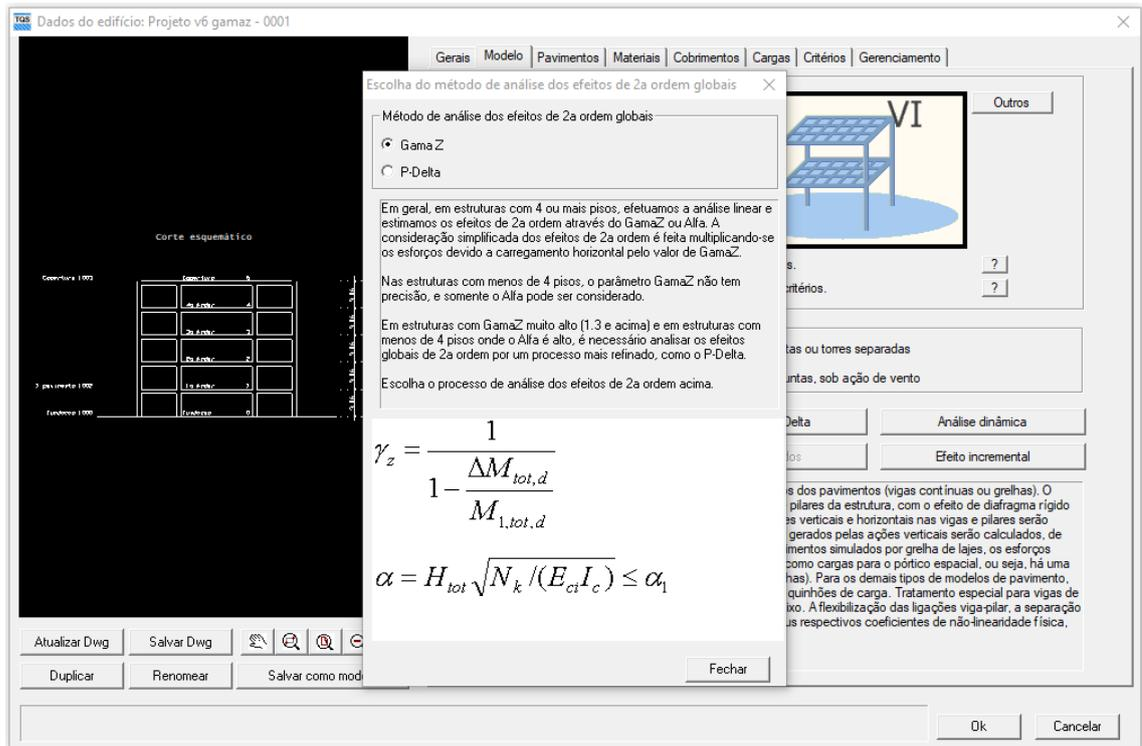 TQS Dados do edifício: Projeto v6 gamaz - 0001
Gerais Modelo Pavimentos Materiais Cobrimentos Cargas Critérios Gerenciamento
Escolha do método de análise dos efeitos de 2a ordem globais
Método de análise dos efeitos de 2a ordem globais
Gama Z
P-Delta
Em geral, em estruturas com 4 ou mais pisos, efetuamos a análise linear e
estimamos os efeitos de 2a ordem através do GamaZ ou Alfa. A
consideração simplificada dos efeitos de 2a ordem é feita multiplicando-se
os esforços devido a carregamento horizontal pelo valor de GamaZ.
Nas estruturas com menos de 4 pisos, o parâmetro GamaZ não tem
precisão, e somente o Alfa pode ser considerado.
Em estruturas com GamaZ muito alto (1.3 e acima) e em estruturas com
menos de 4 pisos onde o Alfa é alto, é necessário analisar os efeitos
globais de 2a ordem por um processo mais refinado, como o P-Delta.
Escolha o processo de análise dos efeitos de 2a ordem acima.
γz = 1 / (1 − ΔMtot,d / M1,tot,d)
α = Htot √Nk /(EciIc) ≤ α1
Fechar
VI
Outros
s. ?
critérios. ?
tas ou torres separadas
untas, sob ação de vento
Delta Análise dinâmica
dos Efeito incremental
s dos pavimentos (vigas contínuas ou grelhas). O
pilares da estrutura, com o efeito de diafragma rígido
es verticais e horizontais nas vigas e pilares serão
gerados pelas ações verticais serão calculados, de
imentos simulados por grelha de lajes, os esforços
como cargas para o pórtico espacial, ou seja, há uma
has). Para os demais tipos de modelos de pavimento,
quinhões de carga. Tratamento especial para vigas de
ixo. A flexibilização das ligações viga-pilar, a separação
us respectivos coeficientes de não-linearidade física,
Corte esquemático
Atualizar Dwg Salvar Dwg
Duplicar Renomear Salvar como mod
Ok Cancelar